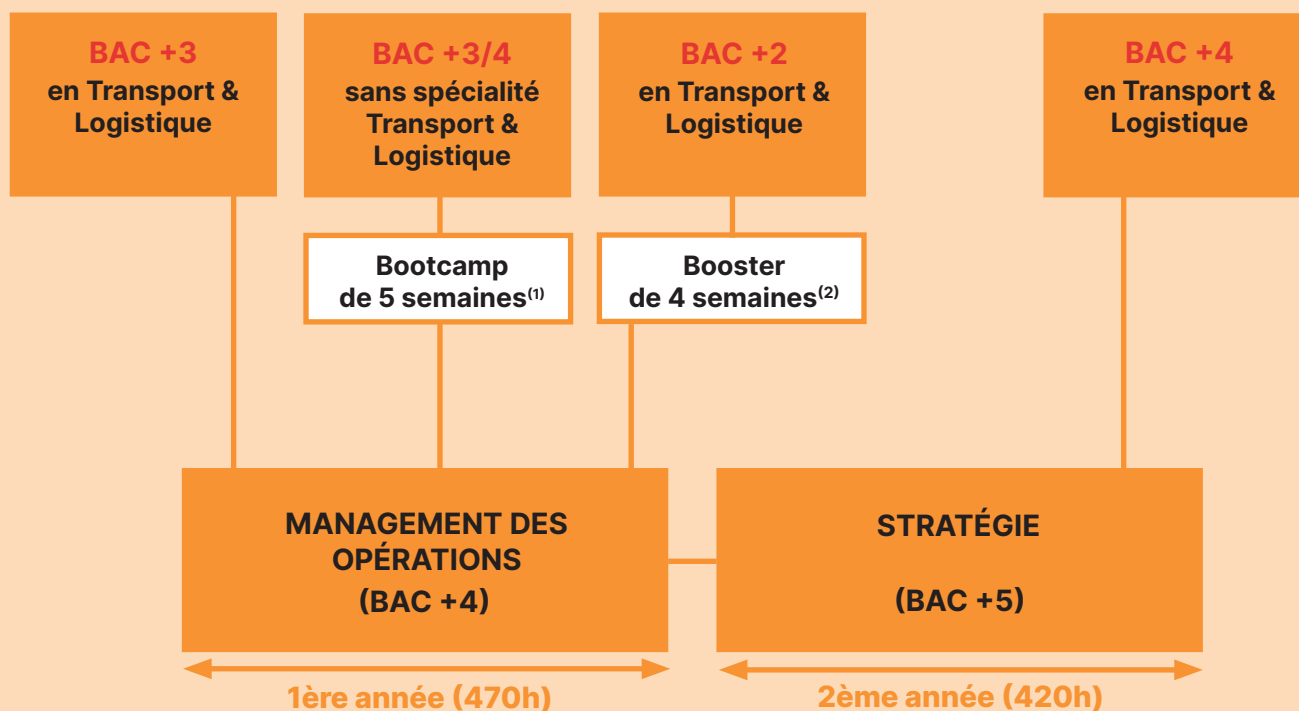 BAC +3
en Transport &
Logistique
BAC +3/4
sans spécialité
Transport &
Logistique
BAC +2
en Transport &
Logistique
BAC +4
en Transport &
Logistique
Bootcamp
de 5 semaines(1)
Booster
de 4 semaines(2)
MANAGEMENT DES
OPÉRATIONS
(BAC +4)
STRATÉGIE
(BAC +5)
1ère année (470h)
2ème année (420h)